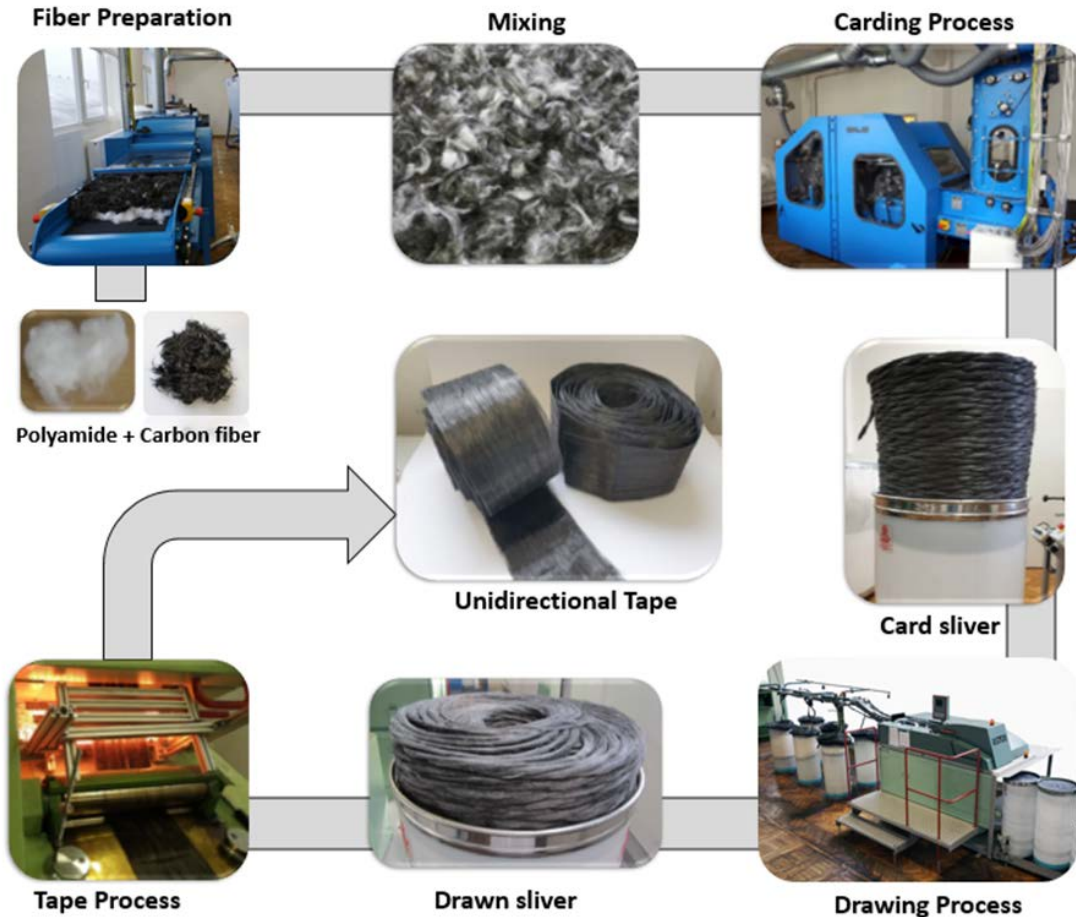 Fiber Preparation
Mixing
Carding Process
Polyamide + Carbon fiber
Unidirectional Tape
Card sliver
Tape Process
Drawn sliver
Drawing Process